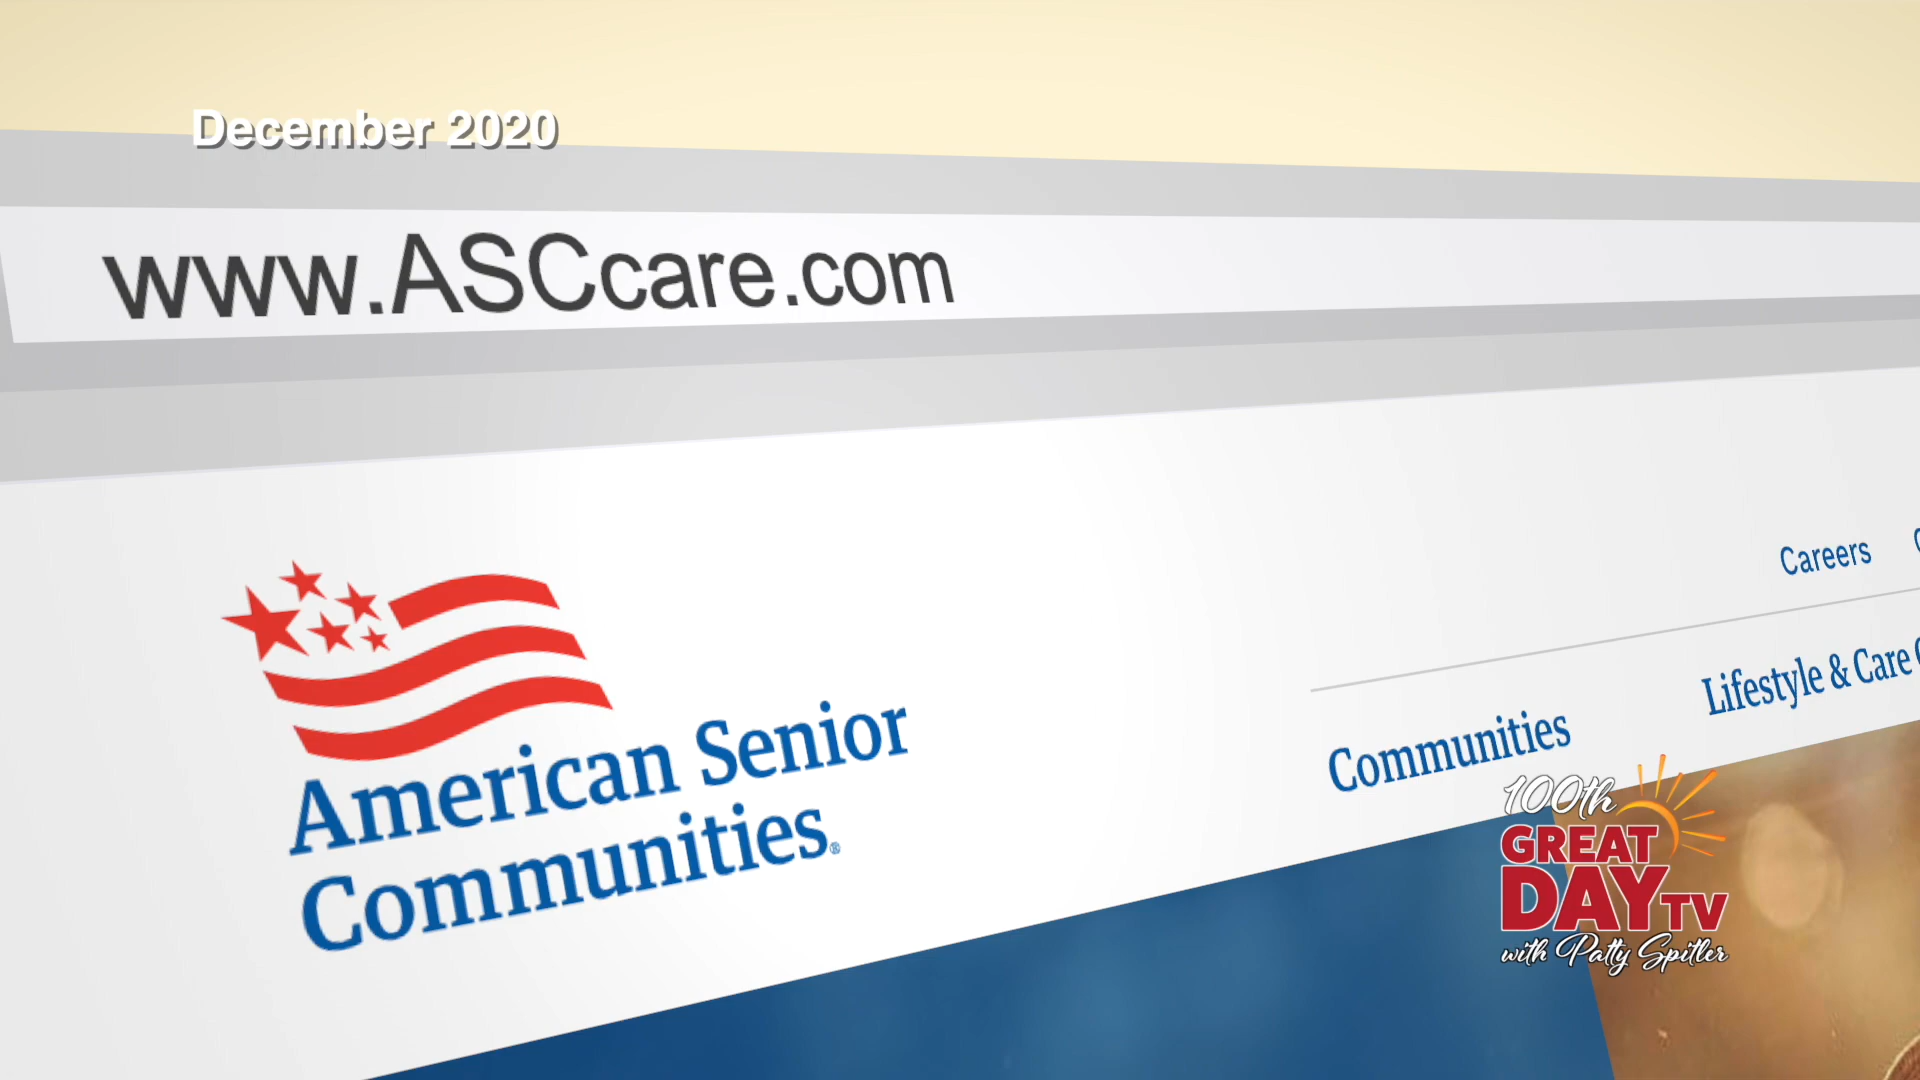 December 2020
www.ASCcare.com
Careers
Communities
Lifestyle & Care
American Senior
Communities®
100th
GREAT
DAY TV
with Patty Spitler